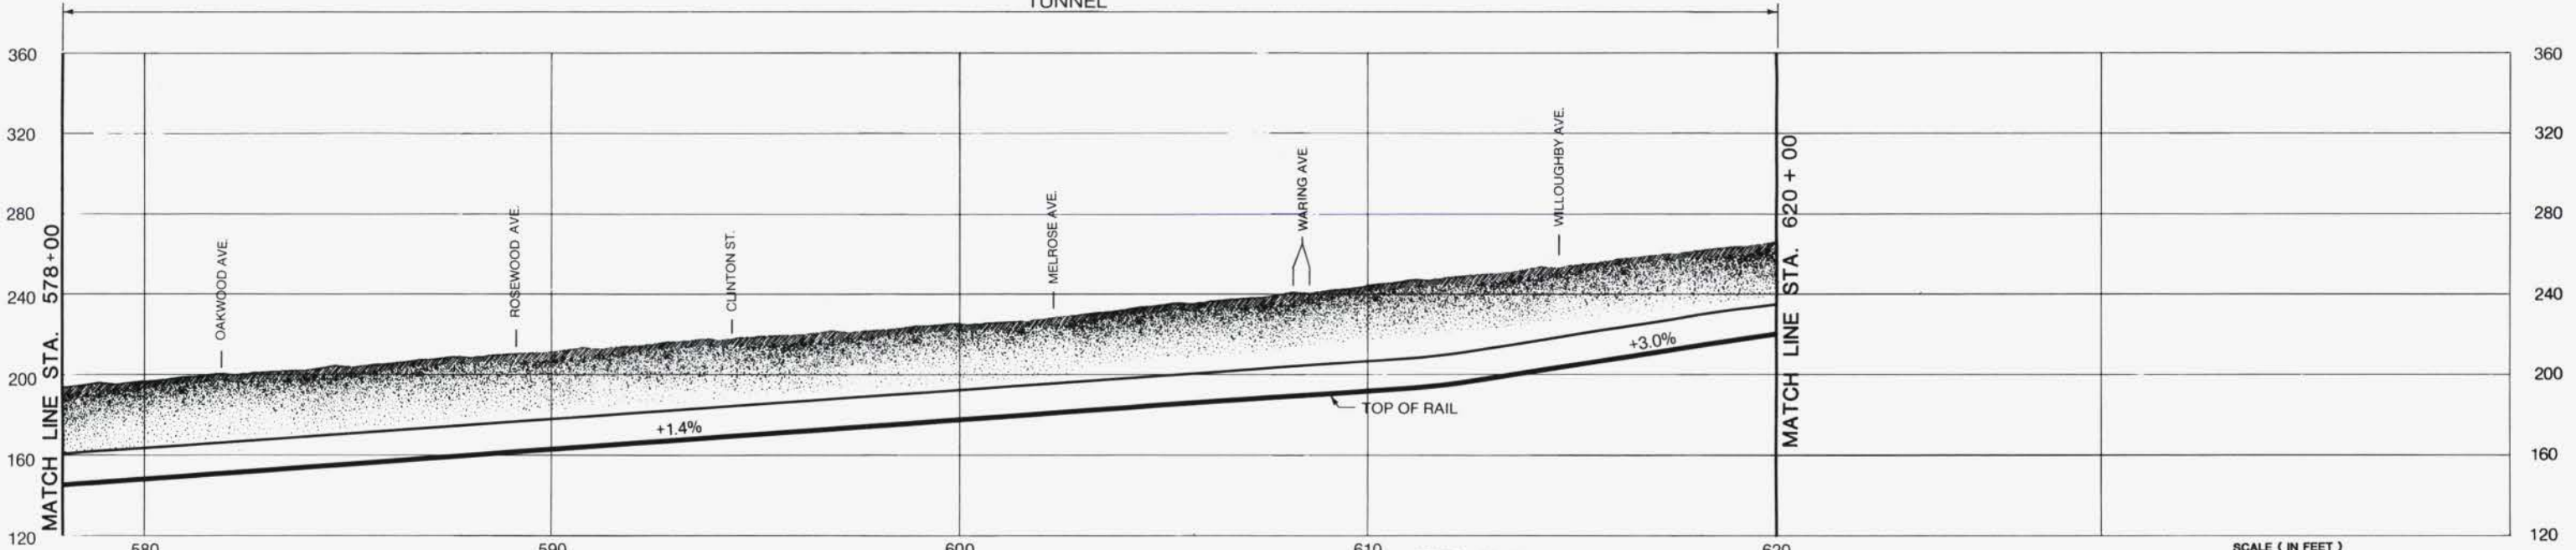 TUNNEL
360
320
280
240
200
160
120
MATCH LINE STA. 578+00
OAKWOOD AVE.
ROSEWOOD AVE.
CLINTON ST.
MELROSE AVE.
WARING AVE
WILLOUGHBY AVE.
+1.4%
+3.0%
TOP OF RAIL
MATCH LINE STA. 620 + 00
360
320
280
240
200
160
120
580
590
600
610
620
SCALE ( IN FEET )